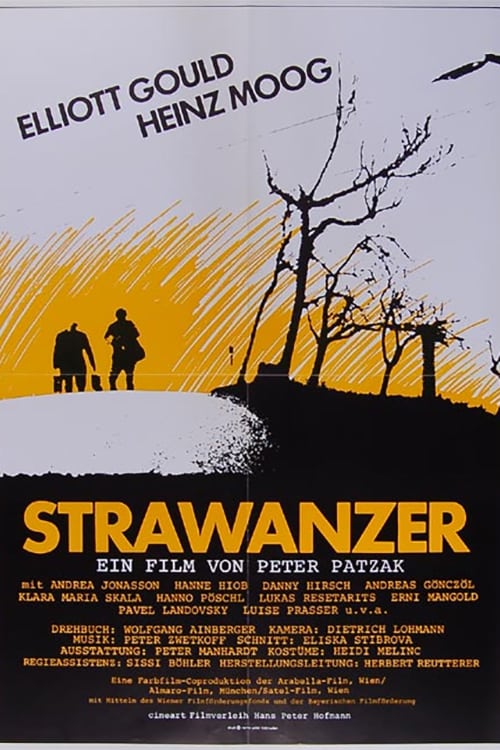 ELLIOTT GOULD
HEINZ MOOG
STRAWANZER
EIN FILM VON PETER PATZAK
mit ANDREA JONASSON HANNE HIOB DANNY HIRSCH ANDREAS GÖNCZÖL
KLARA MARIA SKALA HANNO PÖSCHL LUKAS RESETARITS ERNI MANGOLD
PAVEL LANDOVSKY LUISE PRASSER u.v.a.
DREHBUCH: WOLFGANG AINBERGER KAMERA: DIETRICH LOHMANN
MUSIK: PETER ZWETKOFF SCHNITT: ELISKA STIBROVA
AUSSTATTUNG: PETER MANHARDT KOSTÜME: HEIDI MELINC
REGIEASSISTENZ: SISSI BÖHLER HERSTELLUNGSLEITUNG: HERBERT REUTTERER
Eine Farbfilm-Coproduktion der Arabella-Film, Wien/
Almaro-Film, München/Satel-Film, Wien
mit Mitteln des Wiener Filmförderungsfonds und der Bayerischen Filmförderung
cineart Filmverleih Hans Peter Hofmann